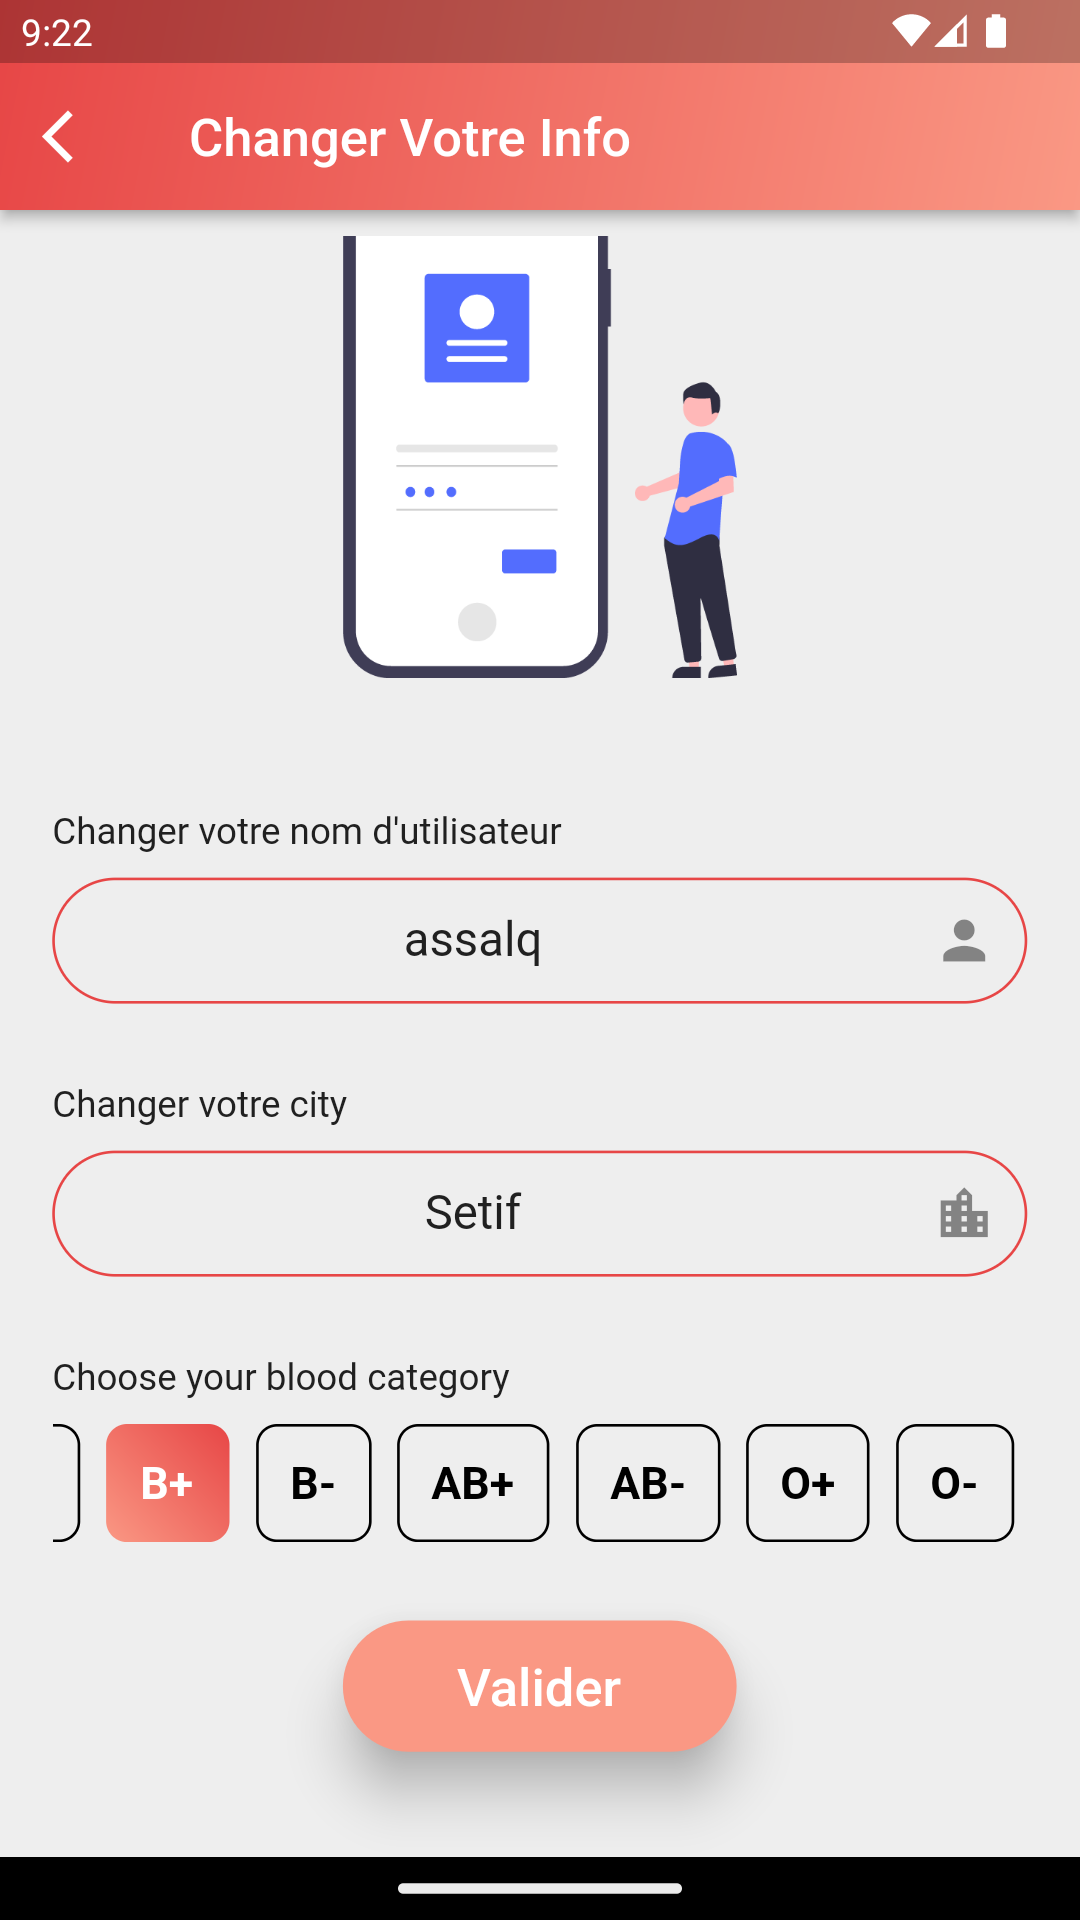 9:22
Changer Votre Info
Changer votre nom d'utilisateur
assalq
Changer votre city
Setif
Choose your blood category
B+ B- AB+ AB- O+ O-
Valider